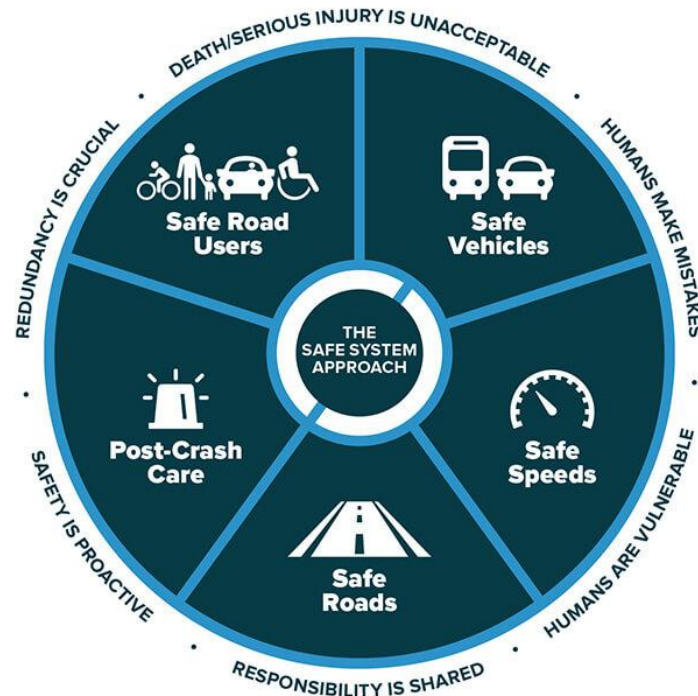 DEATH/SERIOUS INJURY IS UNACCEPTABLE
HUMANS MAKE MISTAKES
HUMANS ARE VULNERABLE
RESPONSIBILITY IS SHARED
SAFETY IS PROACTIVE
REDUNDANCY IS CRUCIAL
Safe Road
Users
Safe
Vehicles
Safe
Speeds
Safe
Roads
Post-Crash
Care
THE
SAFE SYSTEM
APPROACH